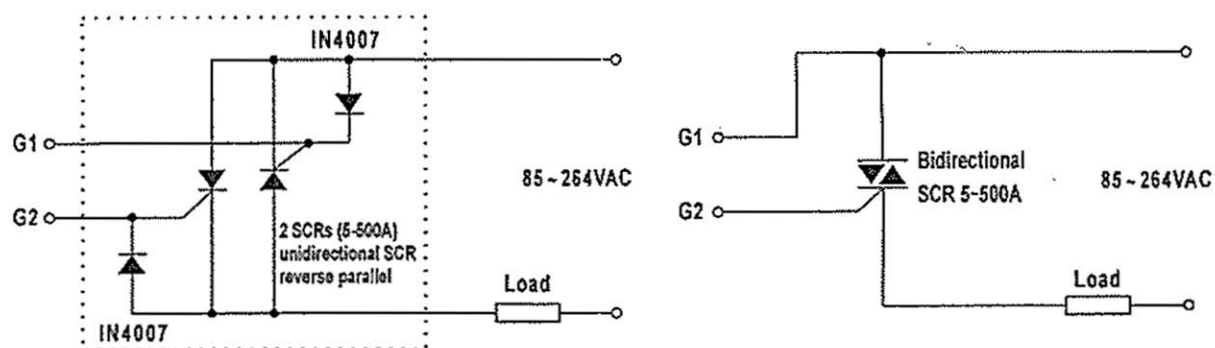 IN4007
G1
G2
85~264VAC
2 SCRs (5-500A)
unidirectional SCR
reverse parallel
Load
IN4007
G1
Bidirectional
SCR 5-500A
85~264VAC
G2
Load